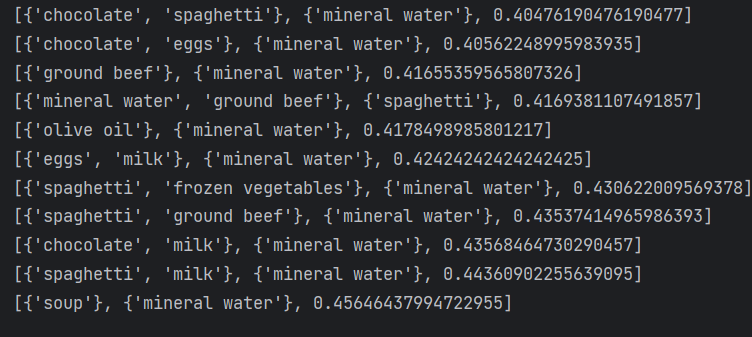 [{'chocolate', 'spaghetti'}, {'mineral water'}, 0.40476190476190477]
[{'chocolate', 'eggs'}, {'mineral water'}, 0.40562248995983935]
[{'ground beef'}, {'mineral water'}, 0.41655359565807326]
[{'mineral water', 'ground beef'}, {'spaghetti'}, 0.4169381107491857]
[{'olive oil'}, {'mineral water'}, 0.4178498985801217]
[{'eggs', 'milk'}, {'mineral water'}, 0.42424242424242425]
[{'spaghetti', 'frozen vegetables'}, {'mineral water'}, 0.430622009569378]
[{'spaghetti', 'ground beef'}, {'mineral water'}, 0.43537414965986393]
[{'chocolate', 'milk'}, {'mineral water'}, 0.43568464730290457]
[{'spaghetti', 'milk'}, {'mineral water'}, 0.44360902255639095]
[{'soup'}, {'mineral water'}, 0.45646437994722955]